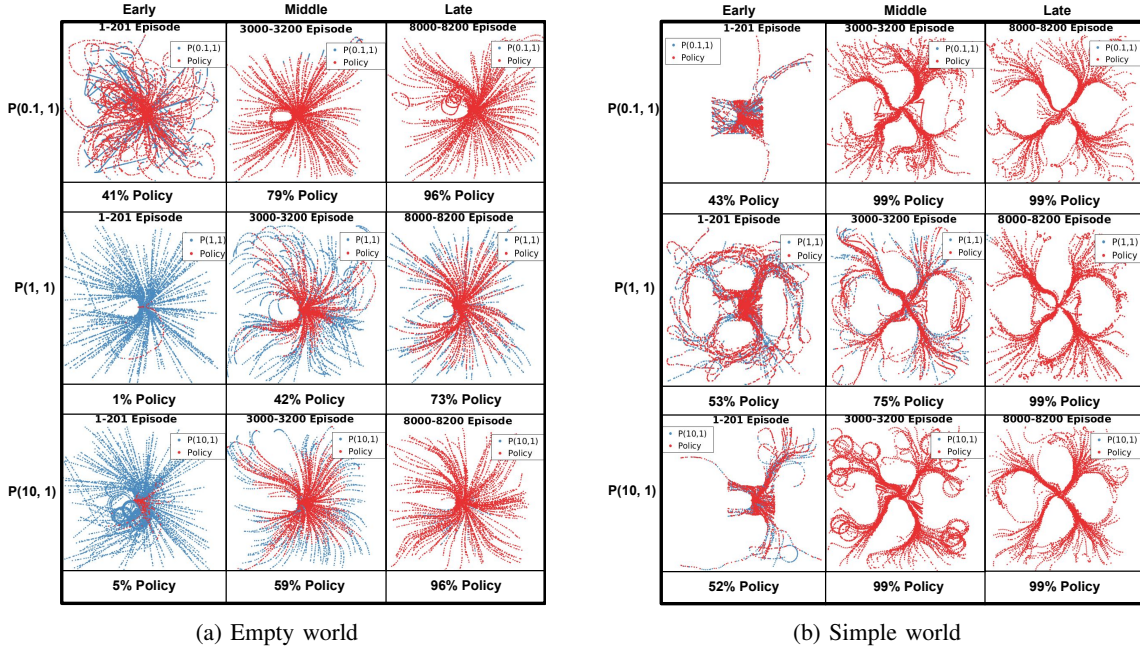 Early Middle Late
1-201 Episode 3000-3200 Episode 8000-8200 Episode
P(0.1, 1)
P(0.1,1)
Policy
P(0.1,1)
Policy
P(0.1,1)
Policy
41% Policy 79% Policy 96% Policy
1-201 Episode 3000-3200 Episode 8000-8200 Episode
P(1, 1)
P(1,1)
Policy
P(1,1)
Policy
P(1,1)
Policy
1% Policy 42% Policy 73% Policy
1-201 Episode 3000-3200 Episode 8000-8200 Episode
P(10, 1)
P(10,1)
Policy
P(10,1)
Policy
P(10,1)
Policy
5% Policy 59% Policy 96% Policy
(a) Empty world
Early Middle Late
1-201 Episode 3000-3200 Episode 8000-8200 Episode
P(0.1, 1)
P(0.1,1)
Policy
P(0.1,1)
Policy
P(0.1,1)
Policy
43% Policy 99% Policy 99% Policy
1-201 Episode 3000-3200 Episode 8000-8200 Episode
P(1, 1)
P(1,1)
Policy
P(1,1)
Policy
P(1,1)
Policy
53% Policy 75% Policy 99% Policy
1-201 Episode 3000-3200 Episode 8000-8200 Episode
P(10, 1)
P(10,1)
Policy
P(10,1)
Policy
P(10,1)
Policy
52% Policy 99% Policy 99% Policy
(b) Simple world